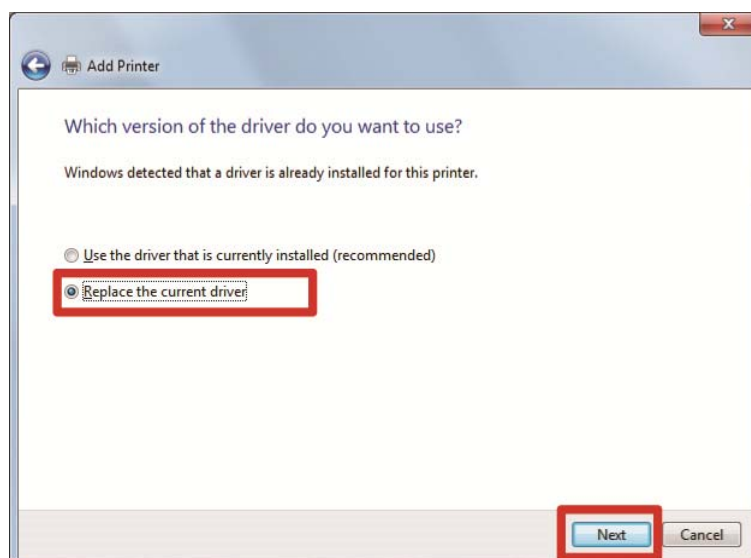 Add Printer
Which version of the driver do you want to use?
Windows detected that a driver is already installed for this printer.
Use the driver that is currently installed (recommended)
Replace the current driver
Next Cancel